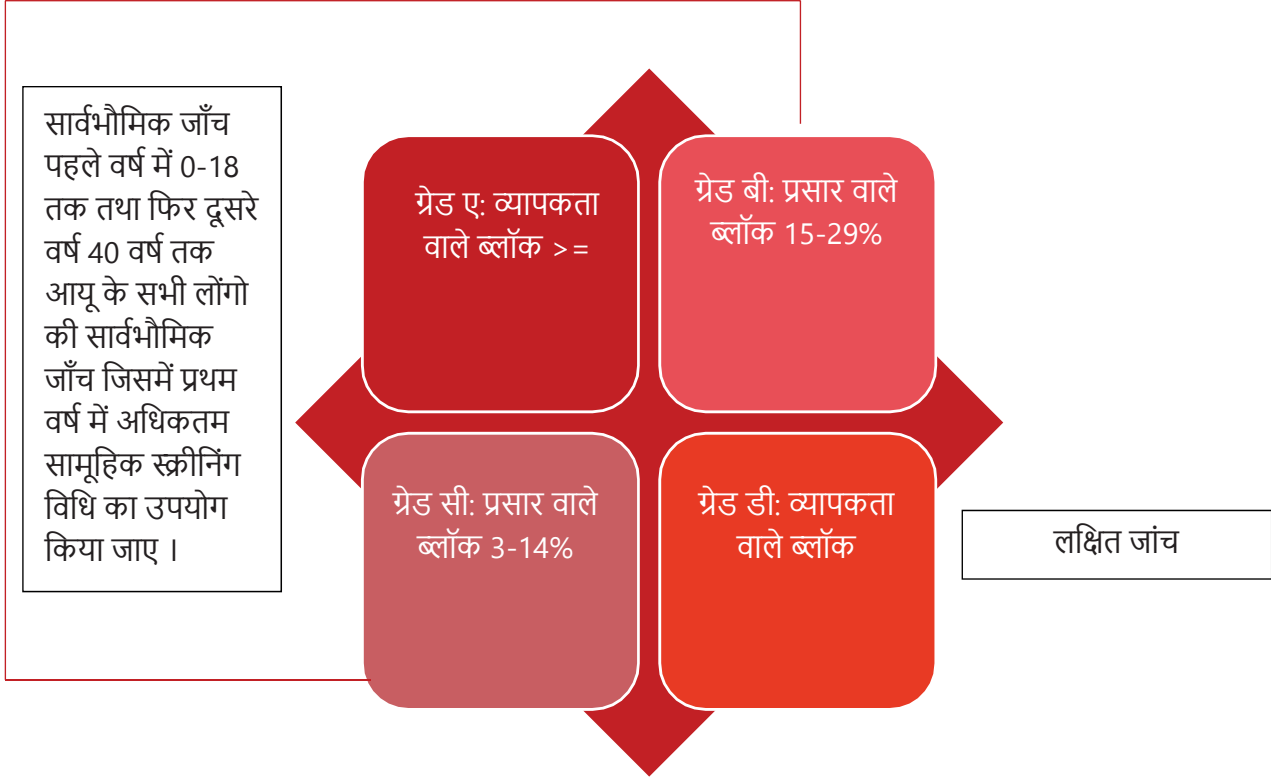 सार्वभौमिक जाँच
पहले वर्ष में 0-18
तक तथा फिर दूसरे
वर्ष 40 वर्ष तक
आयू के सभी लोंगो
की सार्वभौमिक
जाँच जिसमें प्रथम
वर्ष में अधिकतम
सामूहिक स्क्रीनिंग
विधि का उपयोग
किया जाए ।
ग्रेड ए: व्यापकता
वाले ब्लॉक >=
ग्रेड बी: प्रसार वाले
ब्लॉक 15-29%
ग्रेड सी: प्रसार वाले
ब्लॉक 3-14%
ग्रेड डी: व्यापकता
वाले ब्लॉक
लक्षित जांच